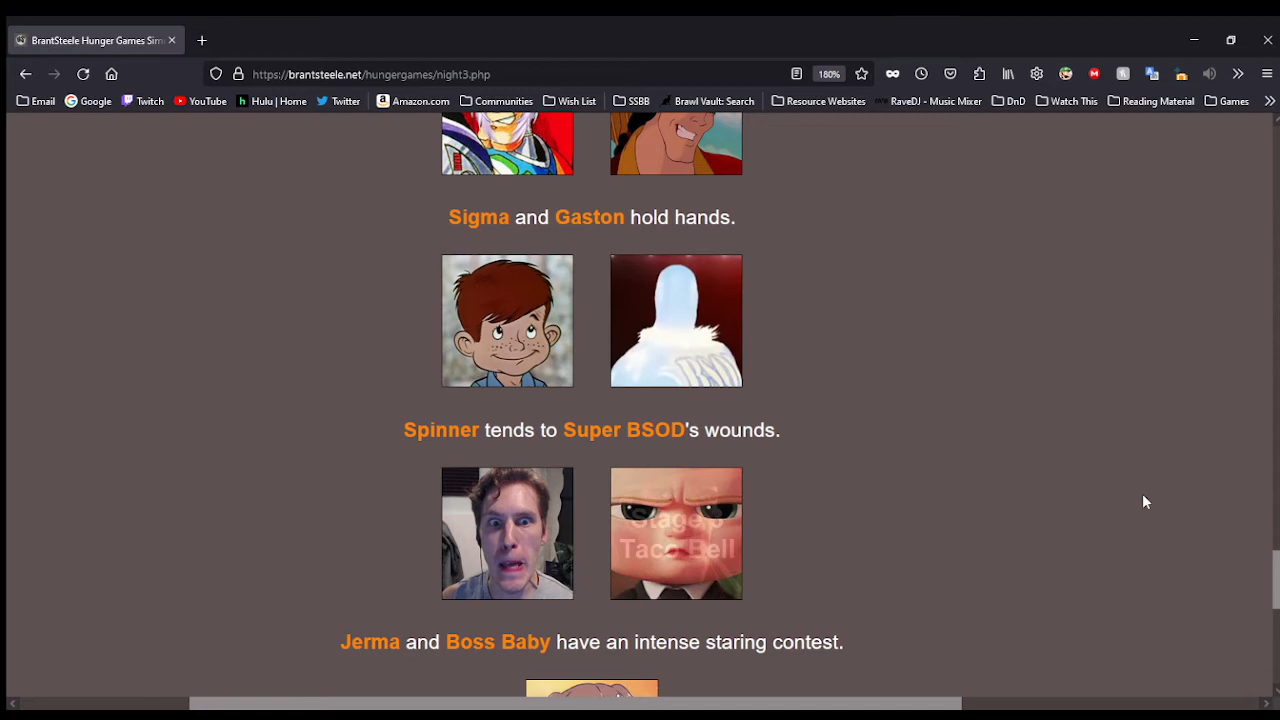 BrantSteele Hunger Games Sim
https://brantsteele.net/hungergames/night3.php
180%
Email
Google
Twitch
YouTube
Hulu | Home
Twitter
Amazon.com
Communities
Wish List
SSBB
Brawl Vault: Search
Resource Websites
RaveDJ - Music Mixer
DnD
Watch This
Reading Material
Games
Sigma and Gaston hold hands.
Spinner tends to Super BSOD's wounds.
Taco Bell
Jerma and Boss Baby have an intense staring contest.